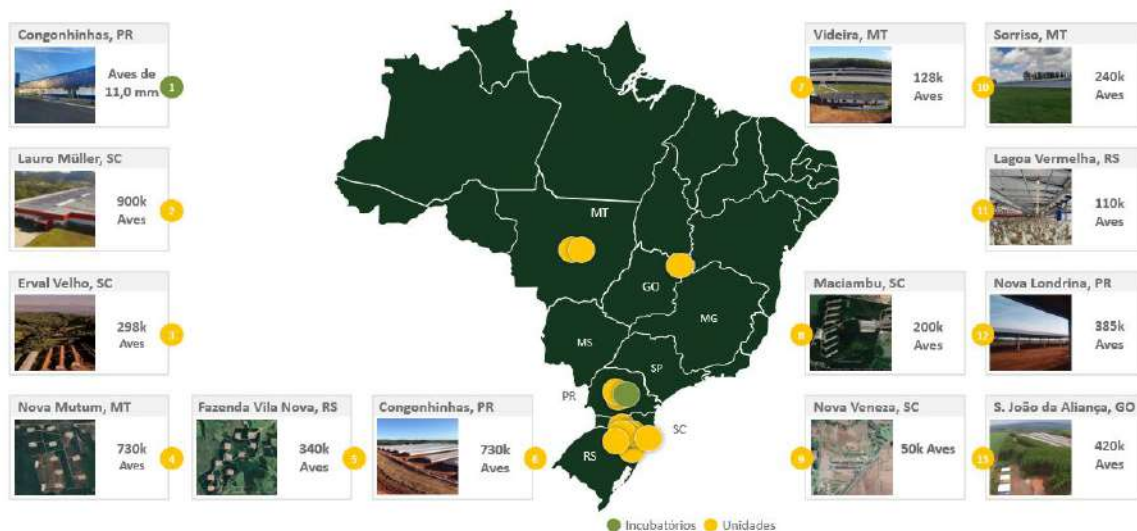 Congonhinhas, PR
Aves de
11,0 mm
1
Lauro Müller, SC
900k
Aves
2
Erval Velho, SC
298k
Aves
3
Nova Mutum, MT
730k
Aves
4
Fazenda Vila Nova, RS
340k
Aves
5
Congonhinhas, PR
730k
Aves
6
MT
GO
MG
MS
SP
PR
SC
RS
Videira, MT
128k
Aves
7
Maciambu, SC
200k
Aves
8
Nova Veneza, SC
50k Aves
9
Sorriso, MT
240k
Aves
10
Lagoa Vermelha, RS
110k
Aves
11
Nova Londrina, PR
385k
Aves
12
S. João da Aliança, GO
420k
Aves
13
Incubatórios
Unidades